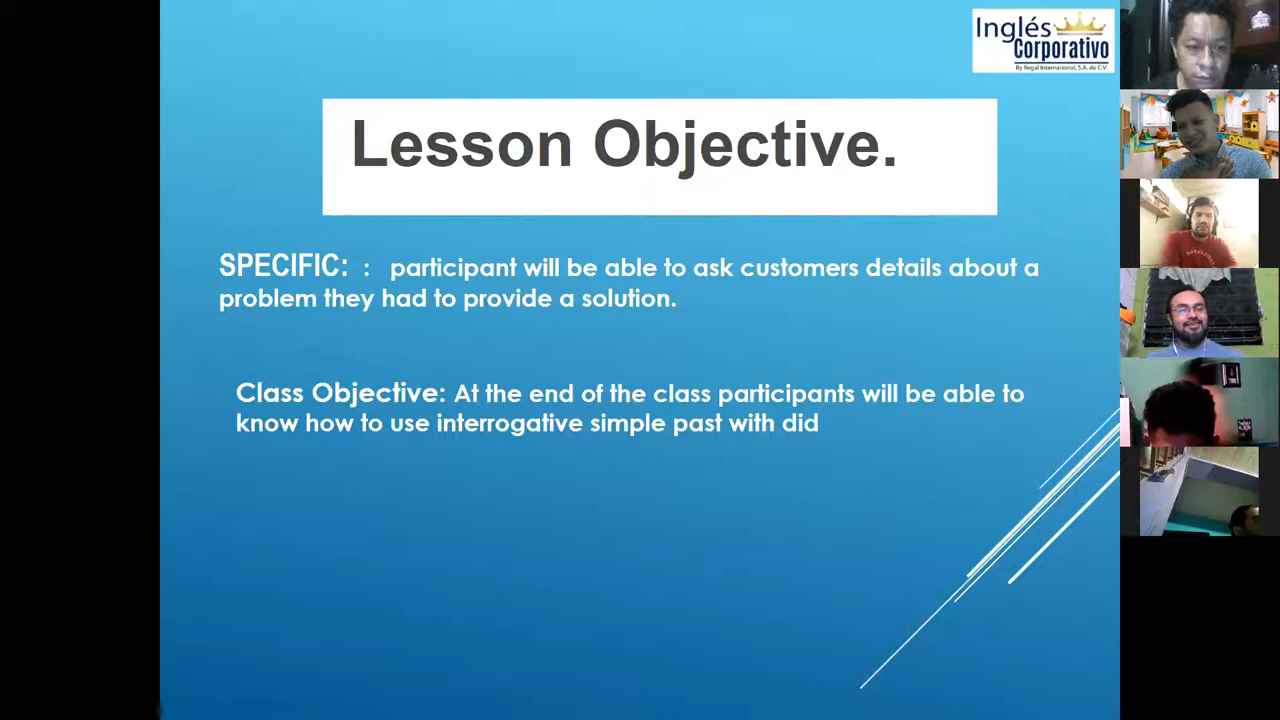 Inglés
Corporativo
By Regal International, S.A. de C.V.
Lesson Objective.
SPECIFIC: : participant will be able to ask customers details about a
problem they had to provide a solution.
Class Objective: At the end of the class participants will be able to
know how to use interrogative simple past with did